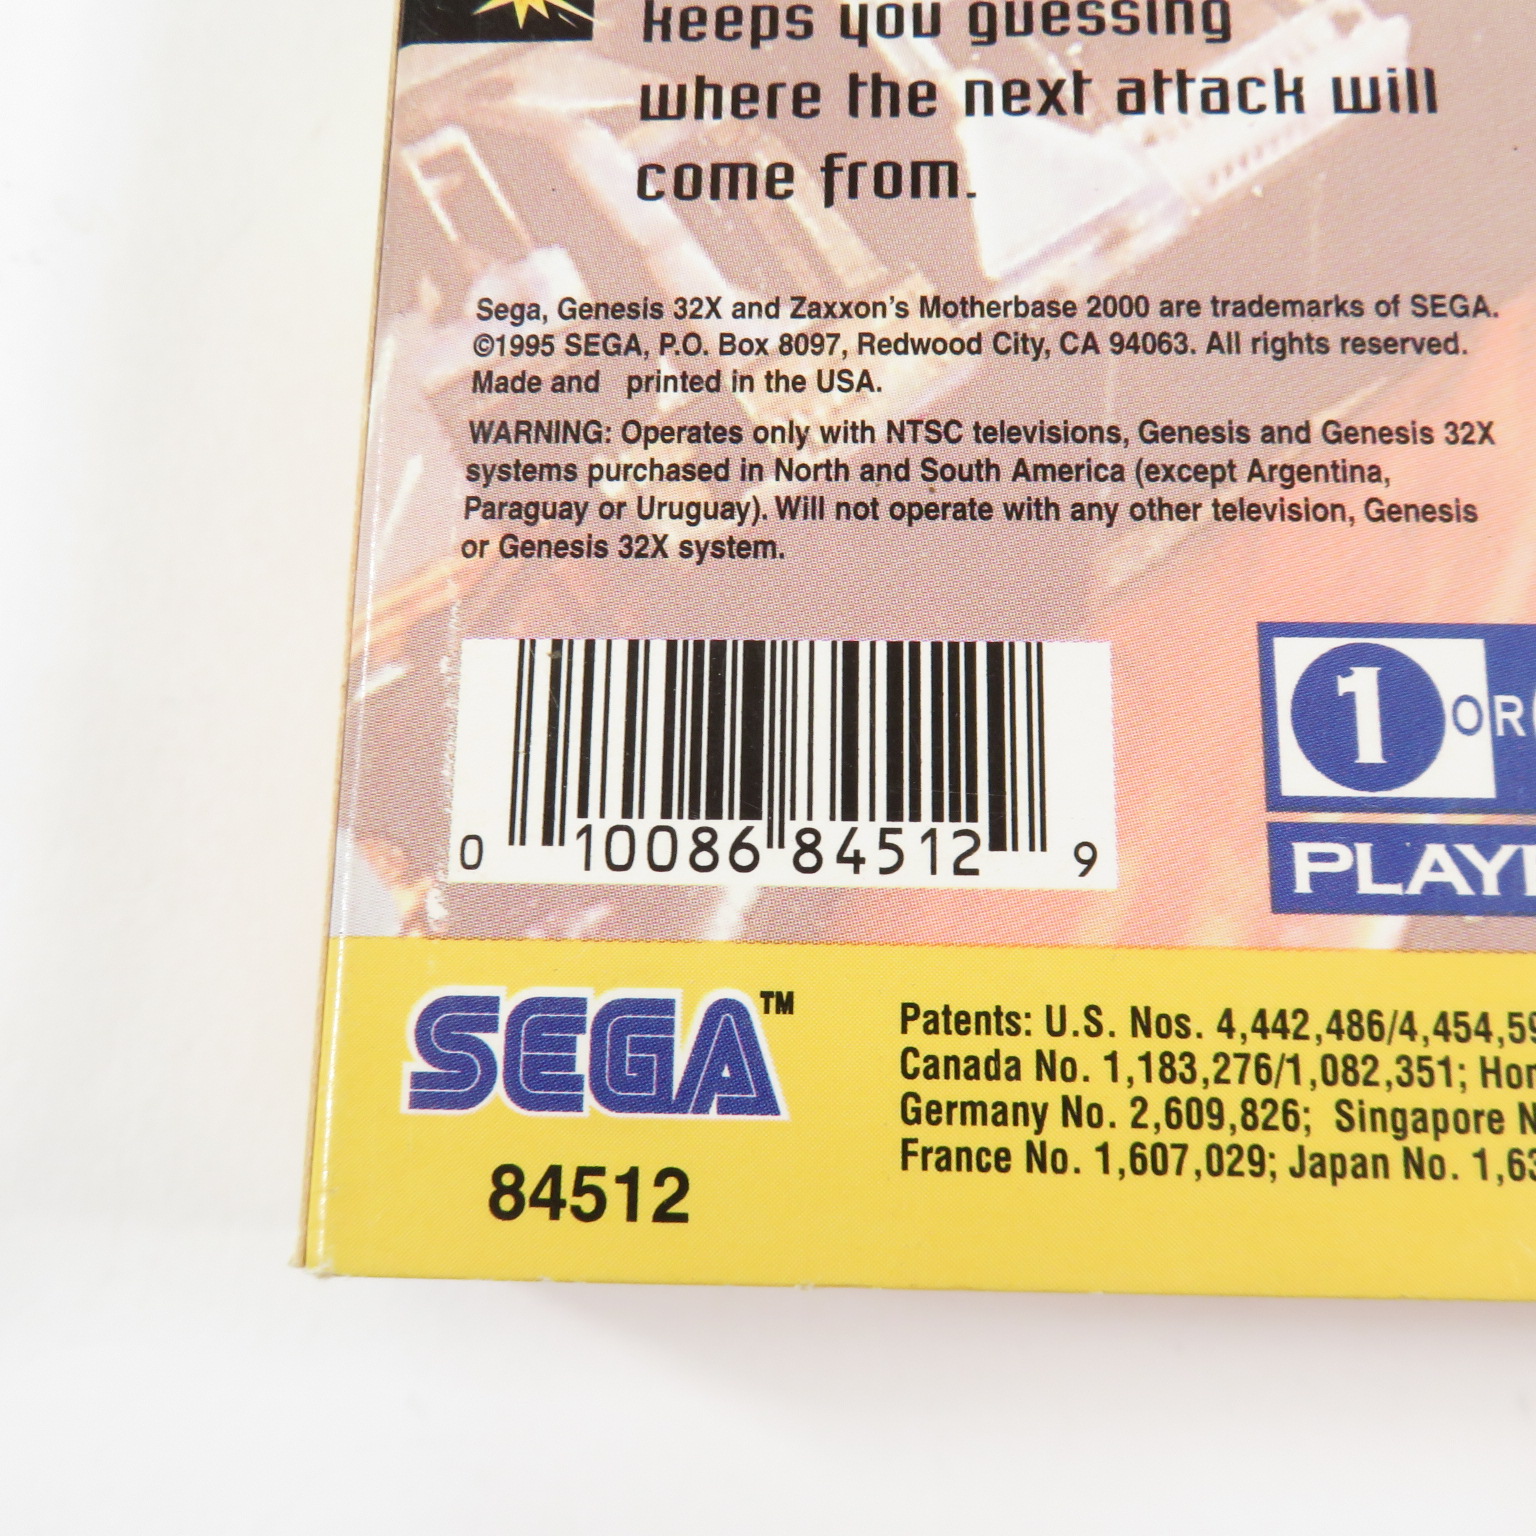 keeps you guessing
where the next attack will
come from.
Sega, Genesis 32X and Zaxxon's Motherbase 2000 are trademarks of SEGA.
©1995 SEGA, P.O. Box 8097, Redwood City, CA 94063. All rights reserved.
Made and printed in the USA.
WARNING: Operates only with NTSC televisions, Genesis and Genesis 32X
systems purchased in North and South America (except Argentina,
Paraguay or Uruguay). Will not operate with any other television, Genesis
or Genesis 32X system.
0 10086 84512 9
1 OR
PLAY
SEGA™
84512
Patents: U.S. Nos. 4,442,486/4,454,59
Canada No. 1,183,276/1,082,351; Hon
Germany No. 2,609,826; Singapore N
France No. 1,607,029; Japan No. 1,63